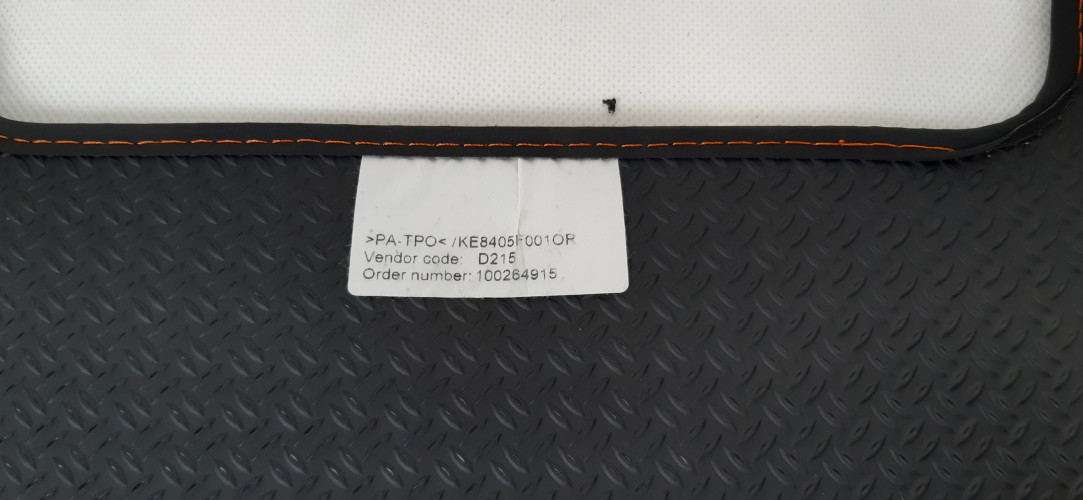 >PA-TPO< /KE8405F001OR
Vendor code: D215
Order number: 100264915